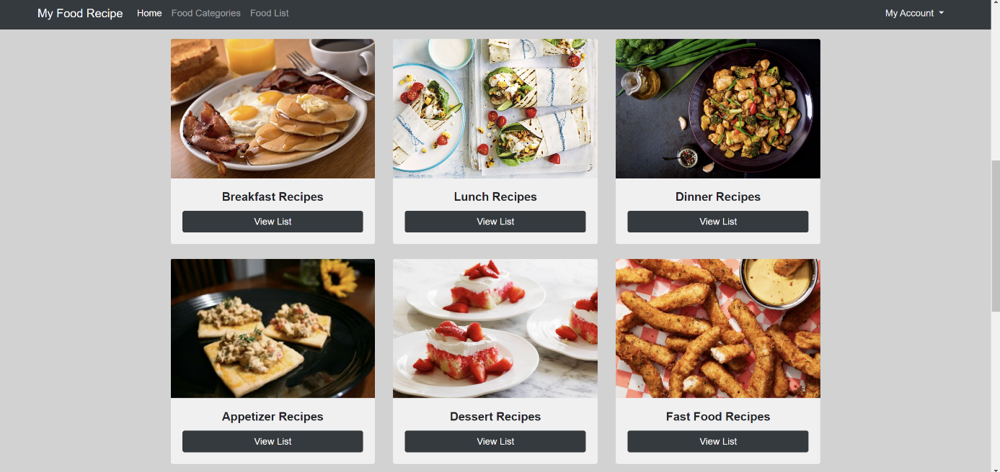 My Food Recipe Home Food Categories Food List My Account
Breakfast Recipes
View List
Lunch Recipes
View List
Dinner Recipes
View List
Appetizer Recipes
View List
Dessert Recipes
View List
Fast Food Recipes
View List